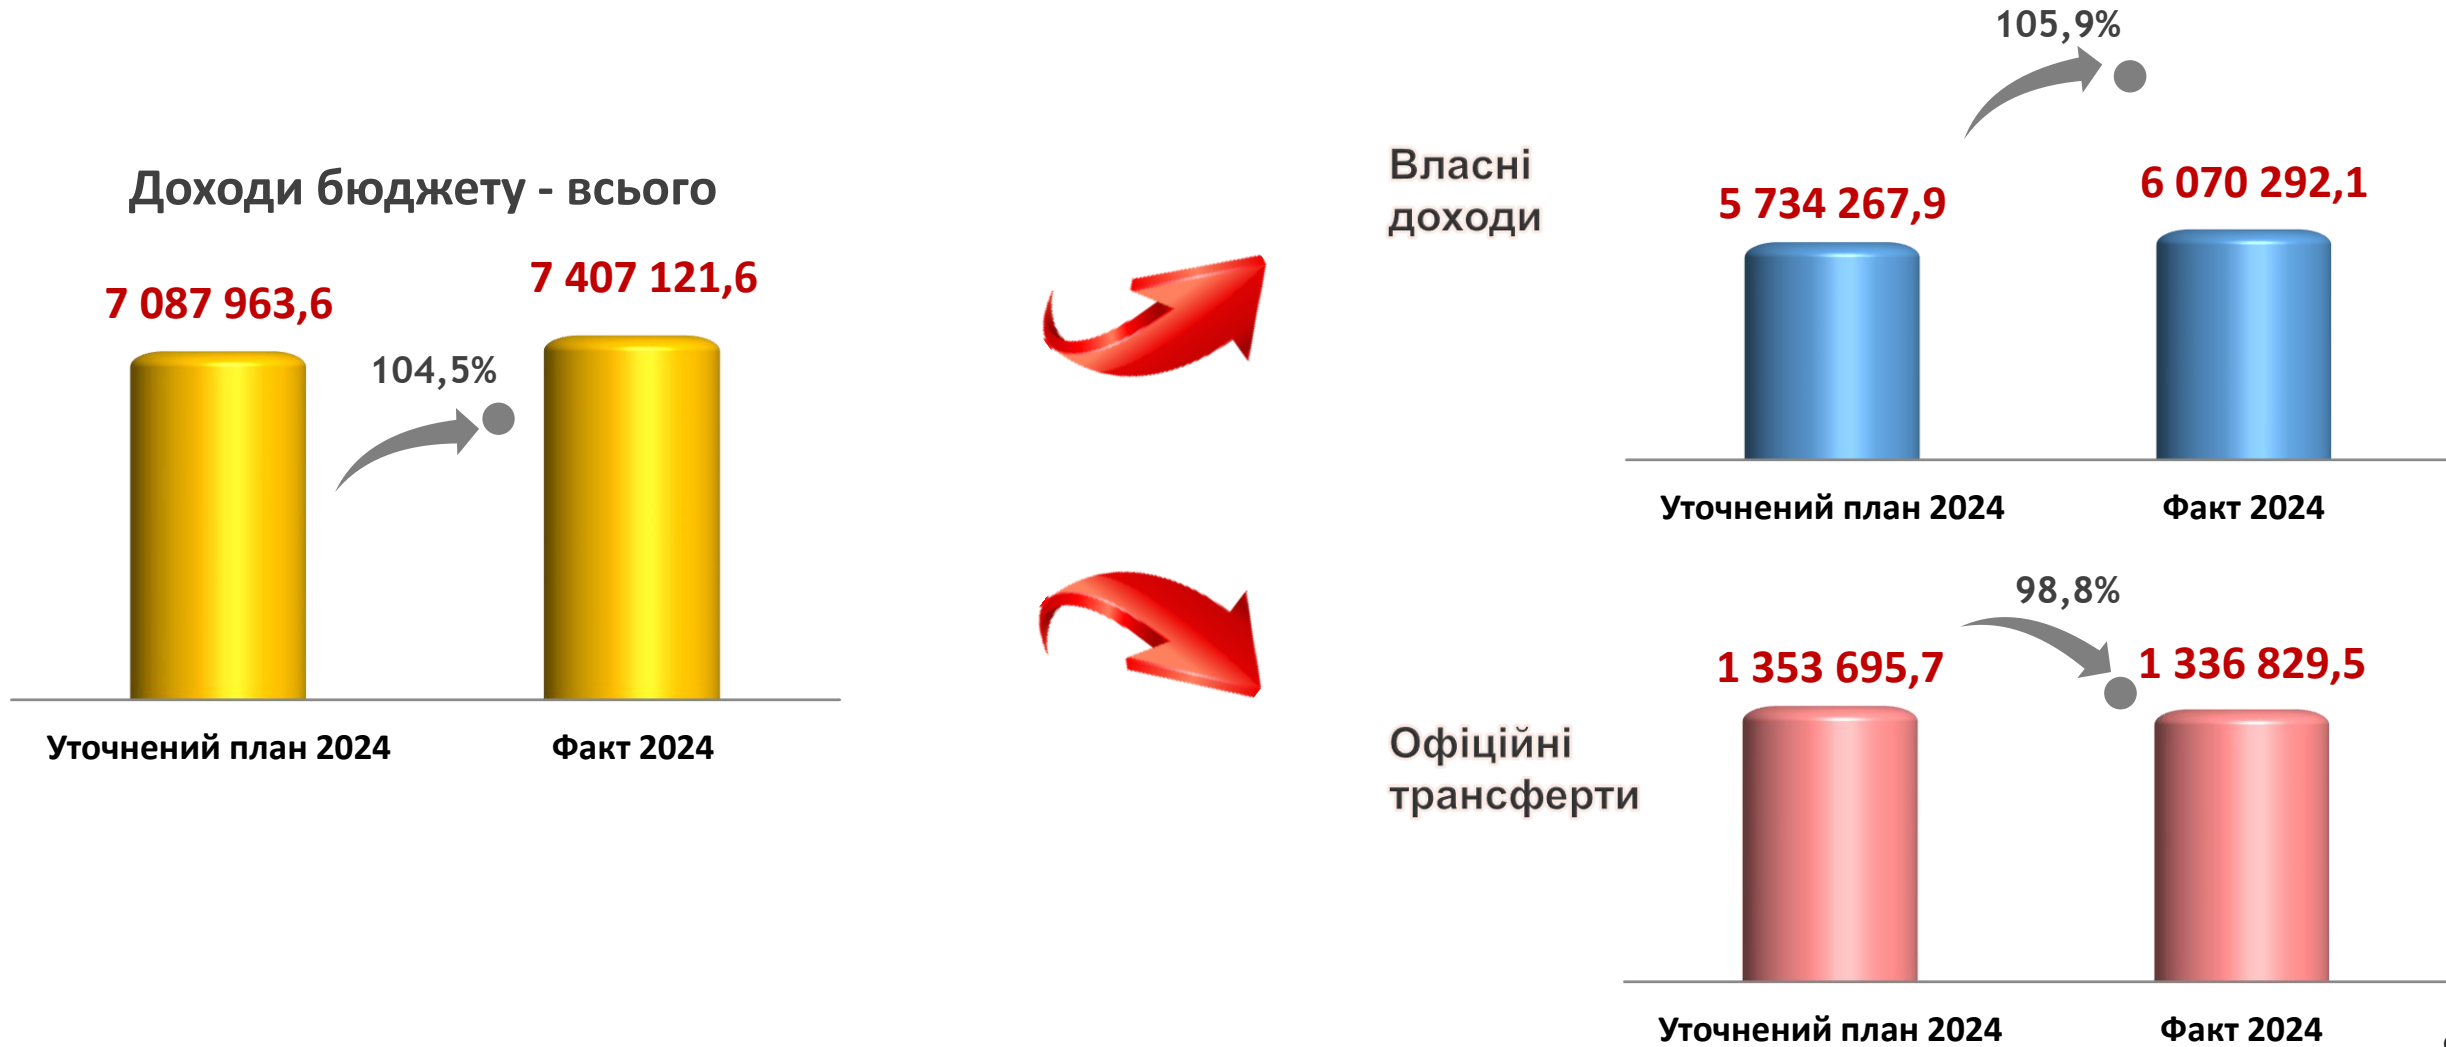 Доходи бюджету - всього
7 087 963,6
7 407 121,6
104,5%
Уточнений план 2024
Факт 2024
Власні
доходи
105,9%
5 734 267,9
6 070 292,1
Уточнений план 2024
Факт 2024
Офіційні
трансферти
98,8%
1 353 695,7
1 336 829,5
Уточнений план 2024
Факт 2024